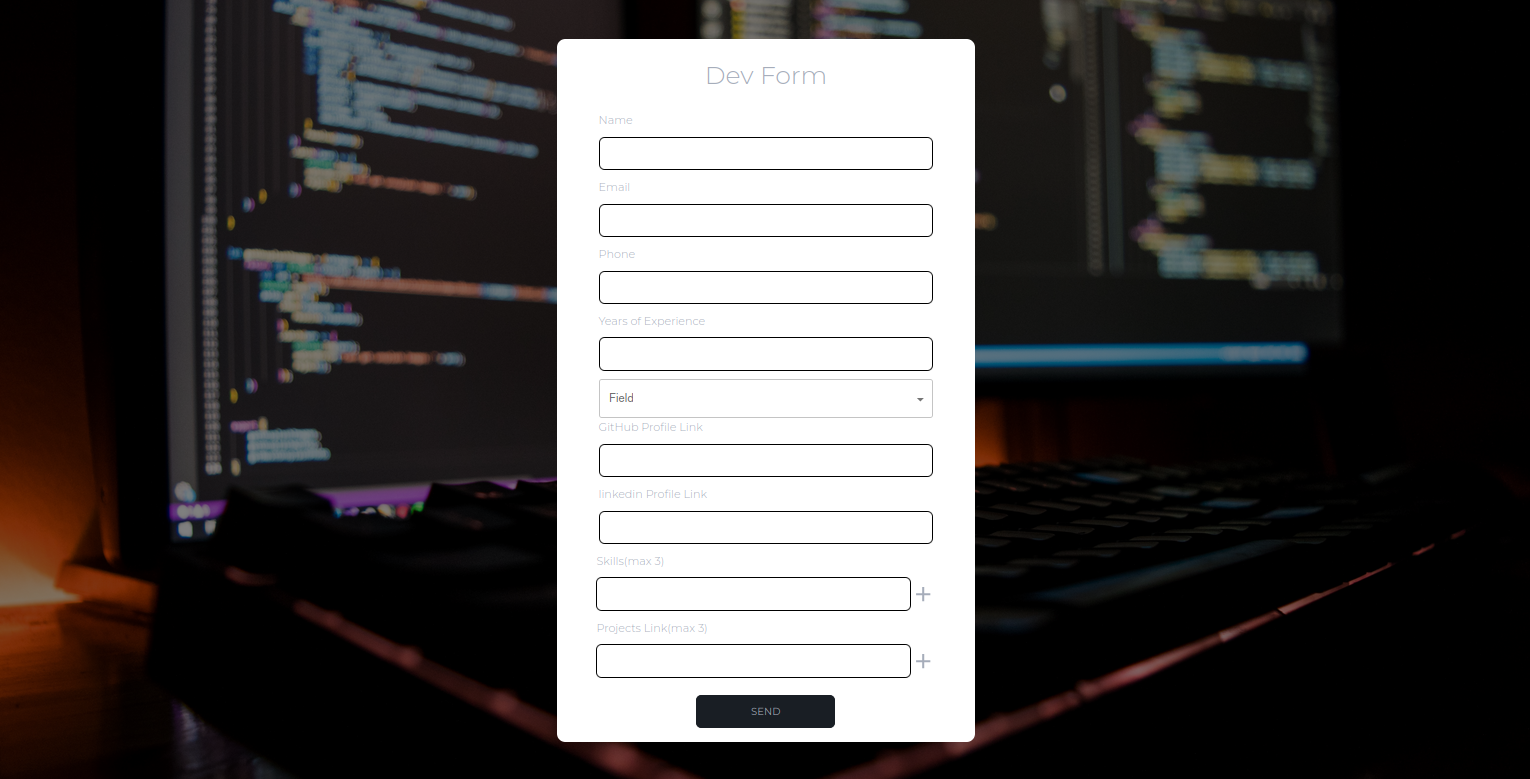 Dev Form
Name
Email
Phone
Years of Experience
Field
GitHub Profile Link
linkedin Profile Link
Skills(max 3)
Projects Link(max 3)
SEND